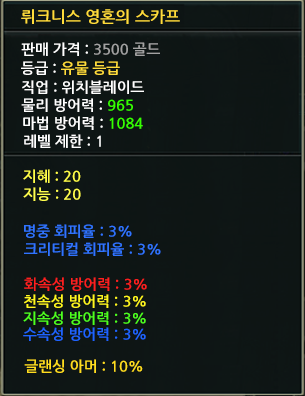 뤼크니스 영혼의 스카프
판매 가격 : 3500 골드
등급 : 유물 등급
직업 : 위치블레이드
물리 방어력 : 965
마법 방어력 : 1084
레벨 제한 : 1
지혜 : 20
지능 : 20
명중 회피율 : 3%
크리티컬 회피율 : 3%
화속성 방어력 : 3%
천속성 방어력 : 3%
지속성 방어력 : 3%
수속성 방어력 : 3%
글랜싱 아머 : 10%